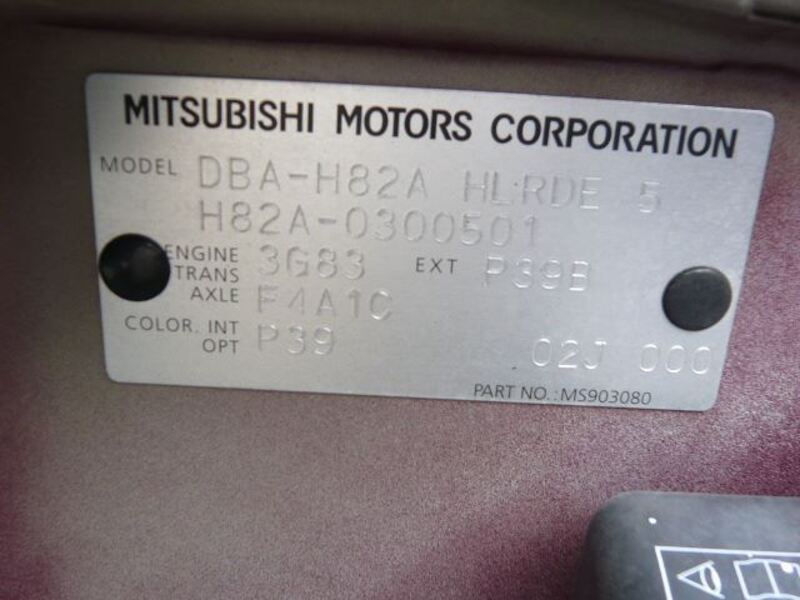 MITSUBISHI MOTORS CORPORATION
MODEL DBA-H82A HLRDE 5
H82A-0300501
ENGINE 3G83 EXT P39B
TRANS
AXLE F4A1C
COLOR. INT P39
OPT 02J 000
PART NO.: MS903080